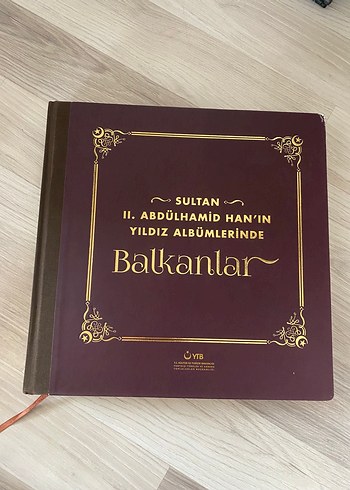 SULTAN
II. ABDÜLHAMİD HAN'IN
YILDIZ ALBÜMLERİNDE
Balkanlar
YTB